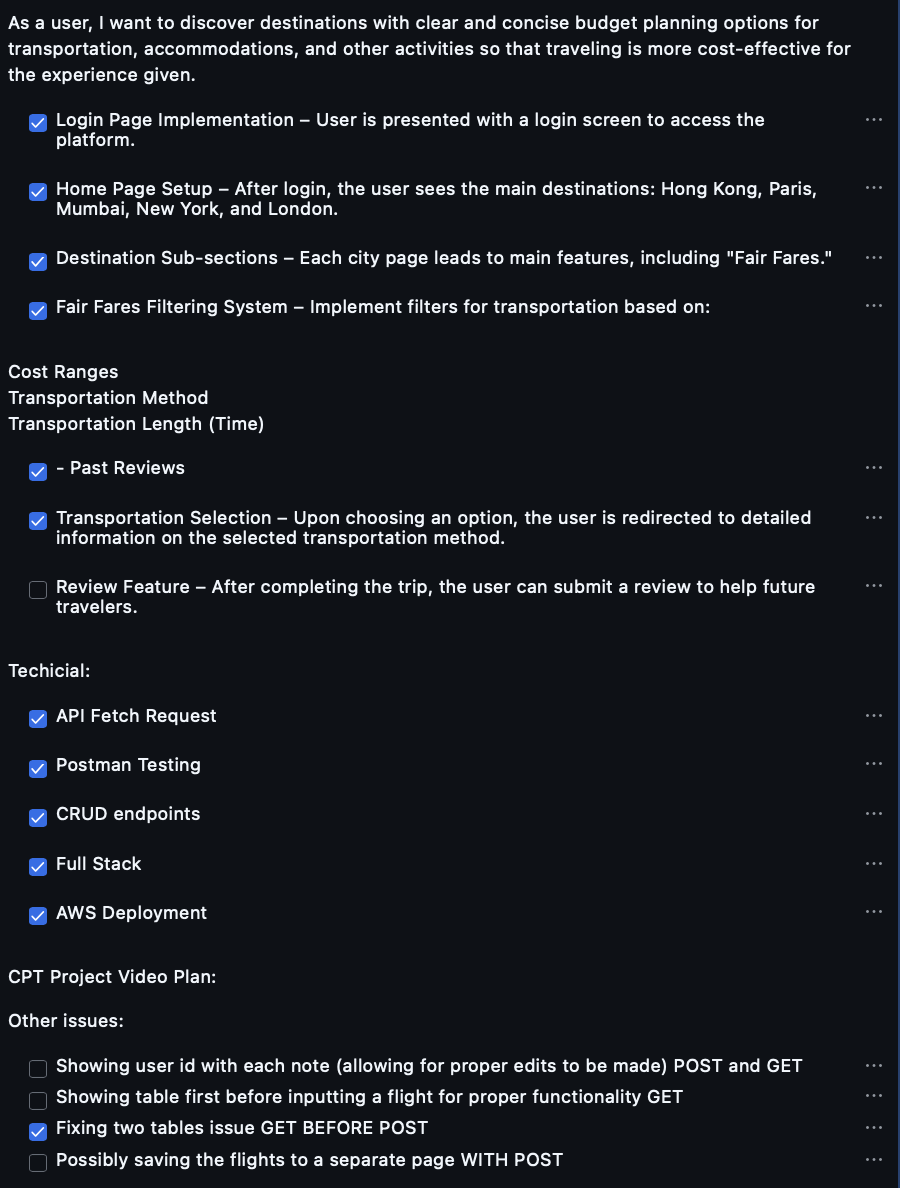 As a user, I want to discover destinations with clear and concise budget planning options for
transportation, accommodations, and other activities so that traveling is more cost-effective for
the experience given.
Login Page Implementation – User is presented with a login screen to access the
platform.
Home Page Setup – After login, the user sees the main destinations: Hong Kong, Paris,
Mumbai, New York, and London.
Destination Sub-sections – Each city page leads to main features, including "Fair Fares."
Fair Fares Filtering System – Implement filters for transportation based on:
Cost Ranges
Transportation Method
Transportation Length (Time)
- Past Reviews
Transportation Selection – Upon choosing an option, the user is redirected to detailed
information on the selected transportation method.
Review Feature – After completing the trip, the user can submit a review to help future
travelers.
Techicial:
API Fetch Request
Postman Testing
CRUD endpoints
Full Stack
AWS Deployment
CPT Project Video Plan:
Other issues:
Showing user id with each note (allowing for proper edits to be made) POST and GET
Showing table first before inputting a flight for proper functionality GET
Fixing two tables issue GET BEFORE POST
Possibly saving the flights to a separate page WITH POST